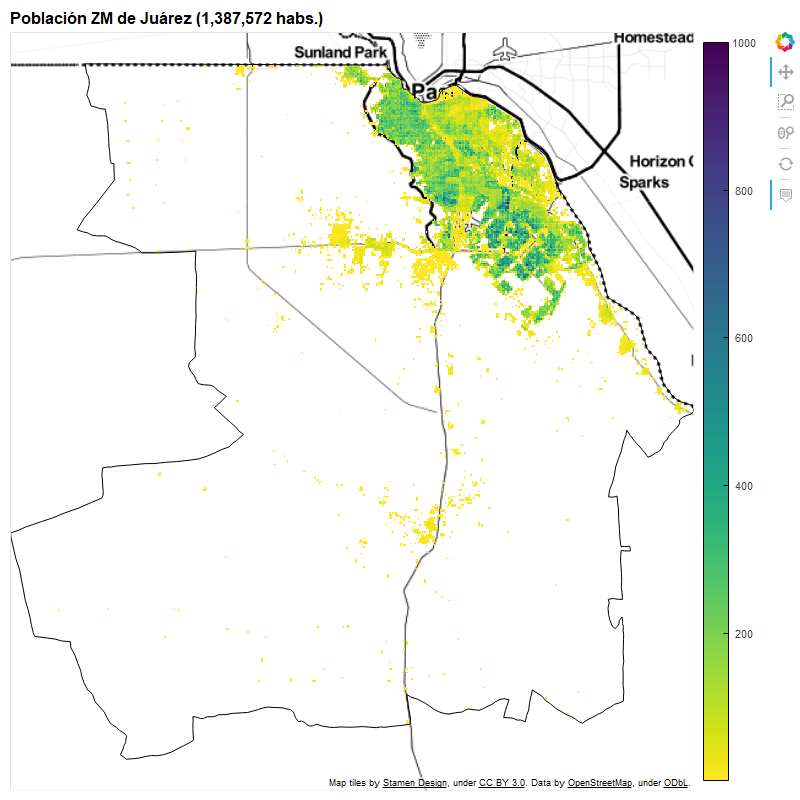 Población ZM de Juárez (1,387,572 habs.)
Homestead
Sunland Park
Pas
Horizon C
Sparks
1000
800
600
400
200
Map tiles by Stamen Design, under CC BY 3.0. Data by OpenStreetMap, under ODbL.